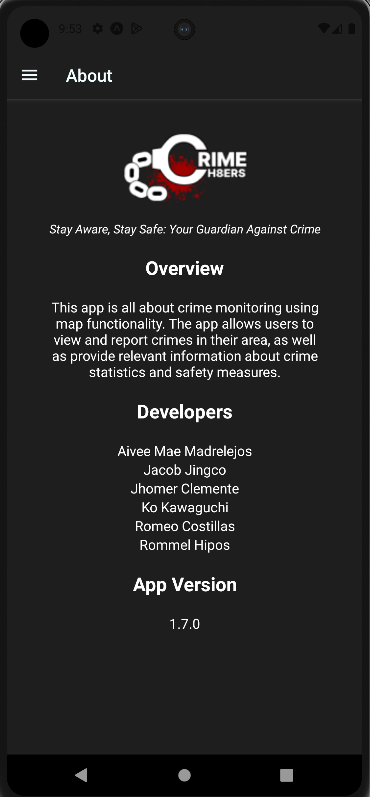 9:53
About
CRIME
H8ERS
Stay Aware, Stay Safe: Your Guardian Against Crime
Overview
This app is all about crime monitoring using
map functionality. The app allows users to
view and report crimes in their area, as well
as provide relevant information about crime
statistics and safety measures.
Developers
Aivee Mae Madrelejos
Jacob Jingco
Jhomer Clemente
Ko Kawaguchi
Romeo Costillas
Rommel Hipos
App Version
1.7.0